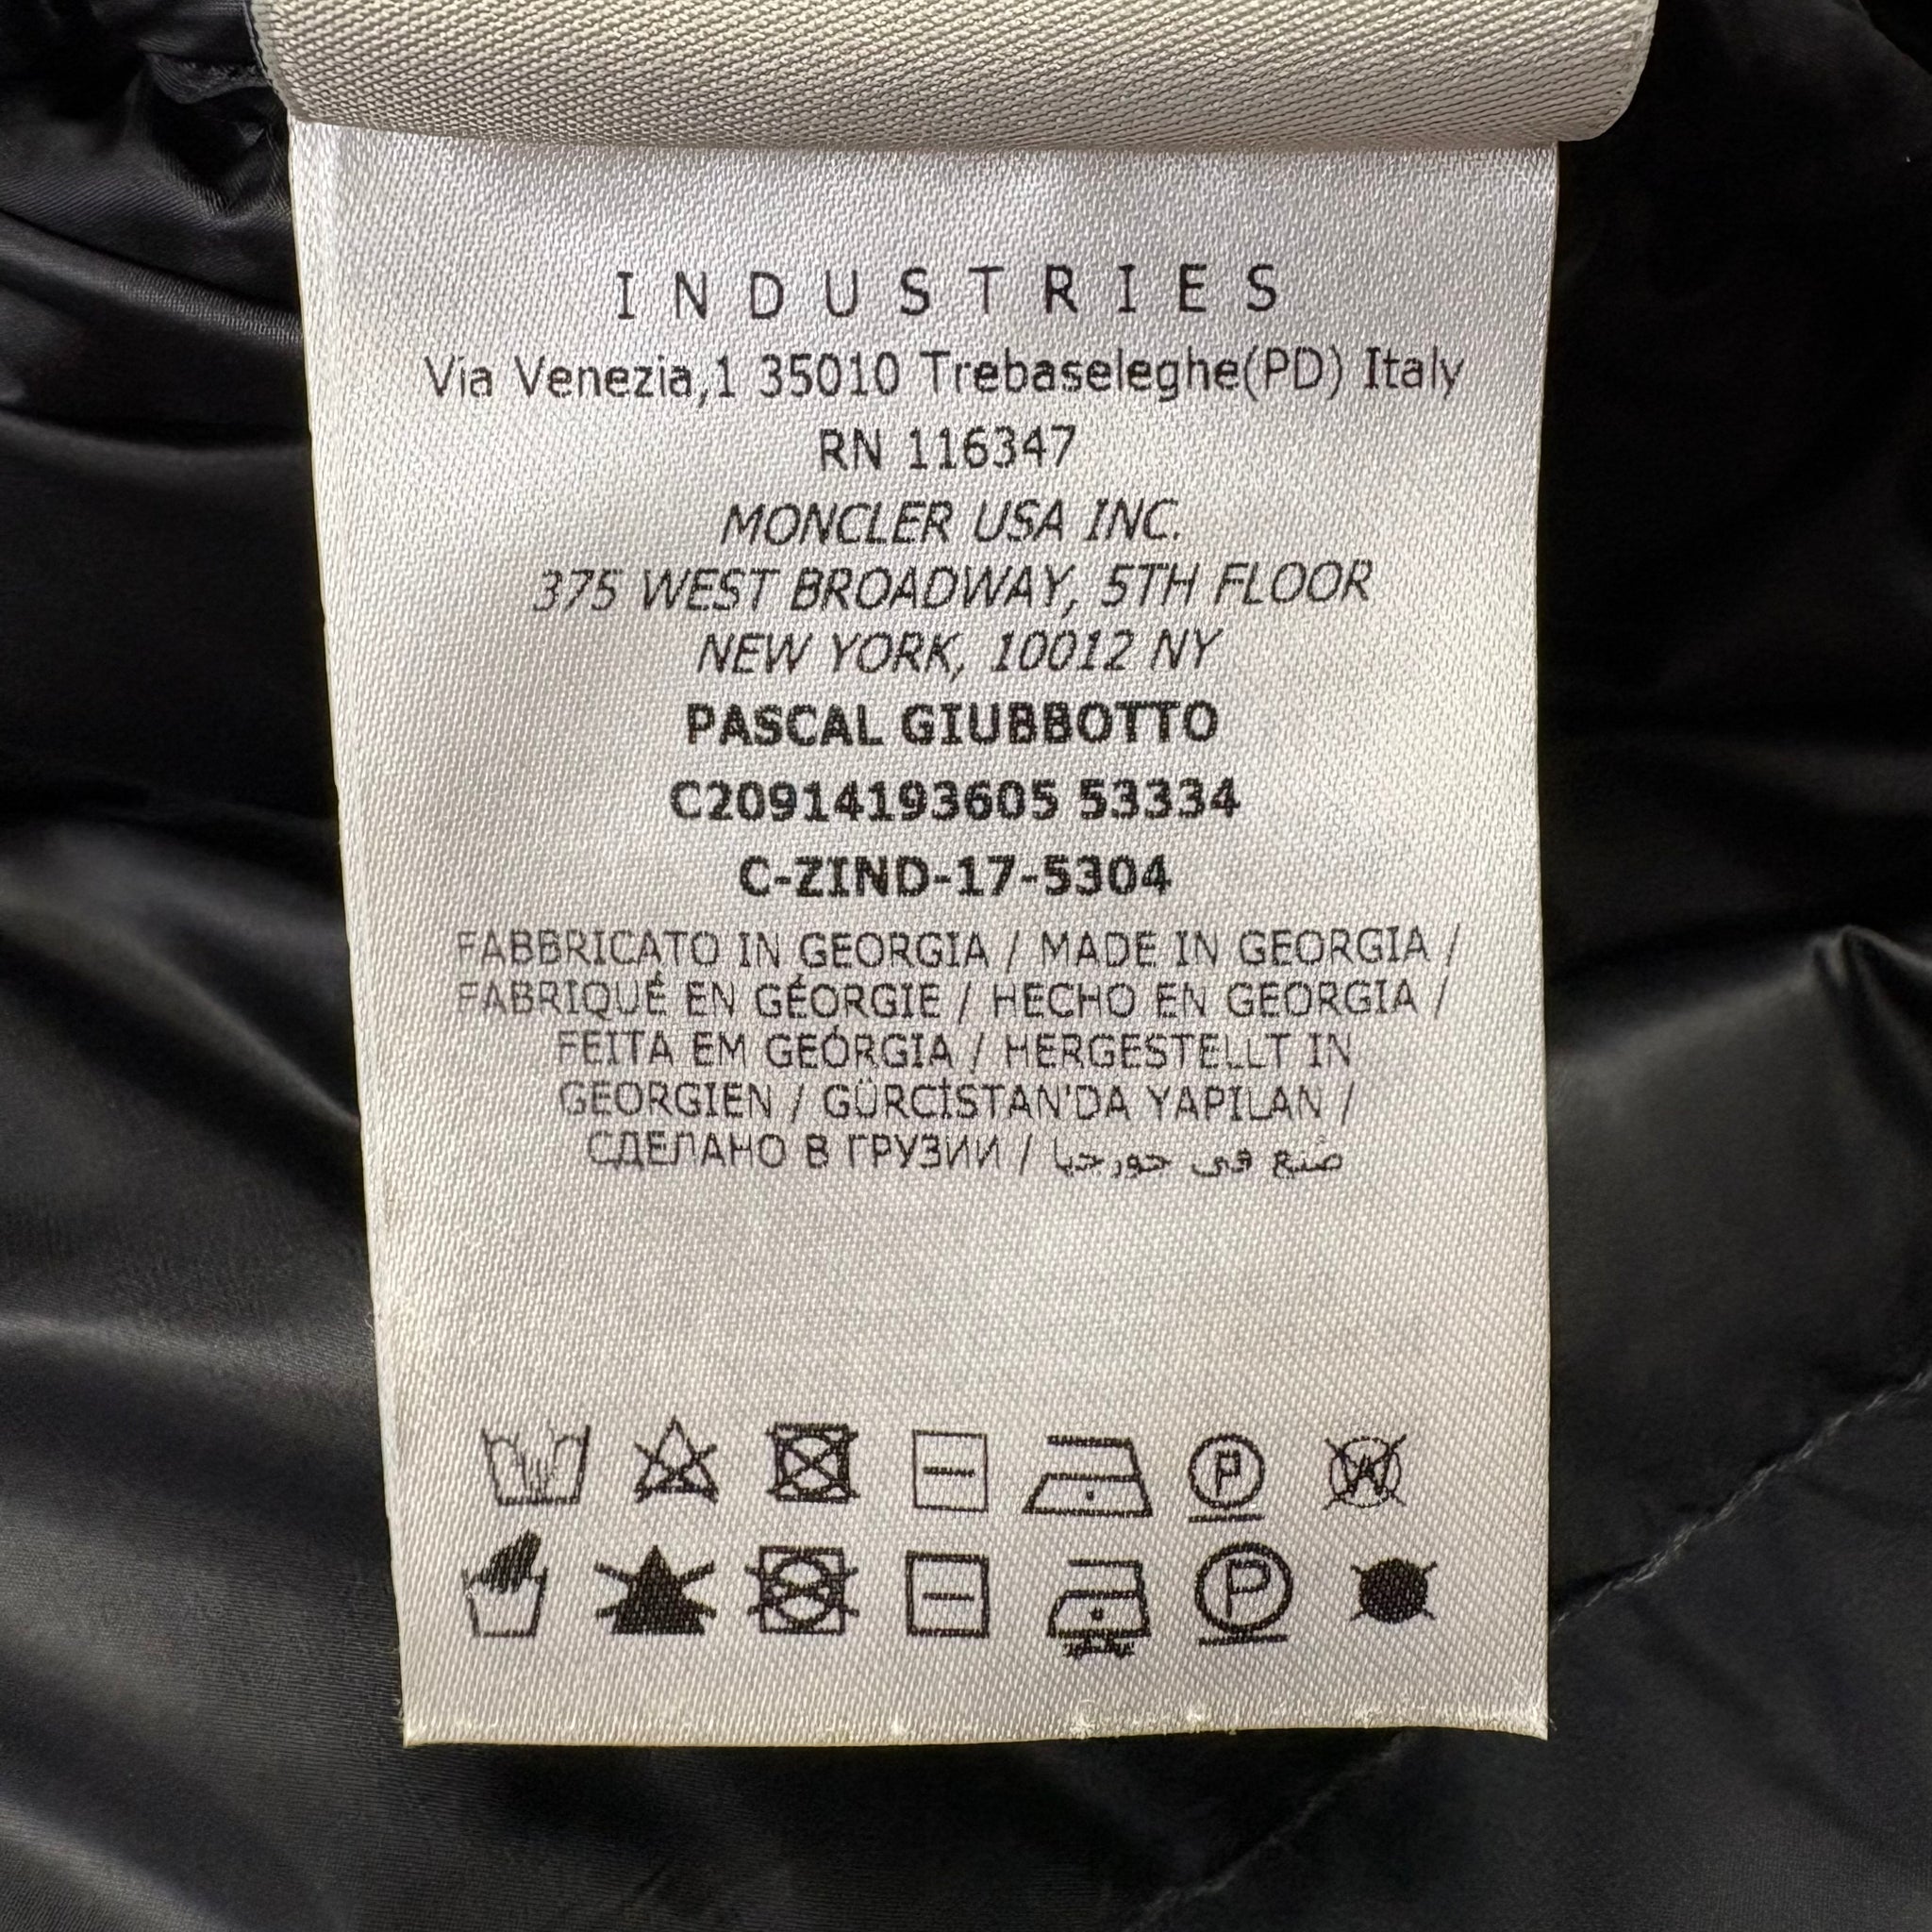 INDUSTRIES
Via Venezia,1 35010 Trebaseleghe(PD) Italy
RN 116347
MONCLER USA INC.
375 WEST BROADWAY, 5TH FLOOR
NEW YORK, 10012 NY
PASCAL GIUBBOTTO
C20914193605 53334
C-ZIND-17-5304
FABBRICATO IN GEORGIA / MADE IN GEORGIA /
FABRIQUÉ EN GÉORGIE / HECHO EN GEORGIA /
FEITA EM GEÓRGIA / HERGESTELLT IN
GEORGIEN / GÜRCİSTAN'DA YAPILAN /
СДЕЛАНО В ГРУЗИИ / صنع في جورجيا
P W
P